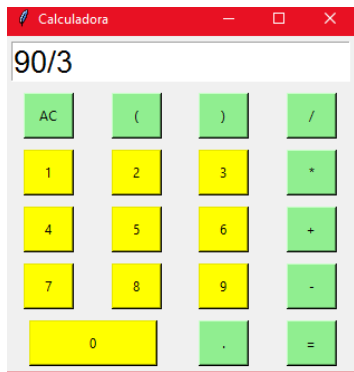 Calculadora
90/3
AC ( ) /
1 2 3 *
4 5 6 +
7 8 9 -
0 . =